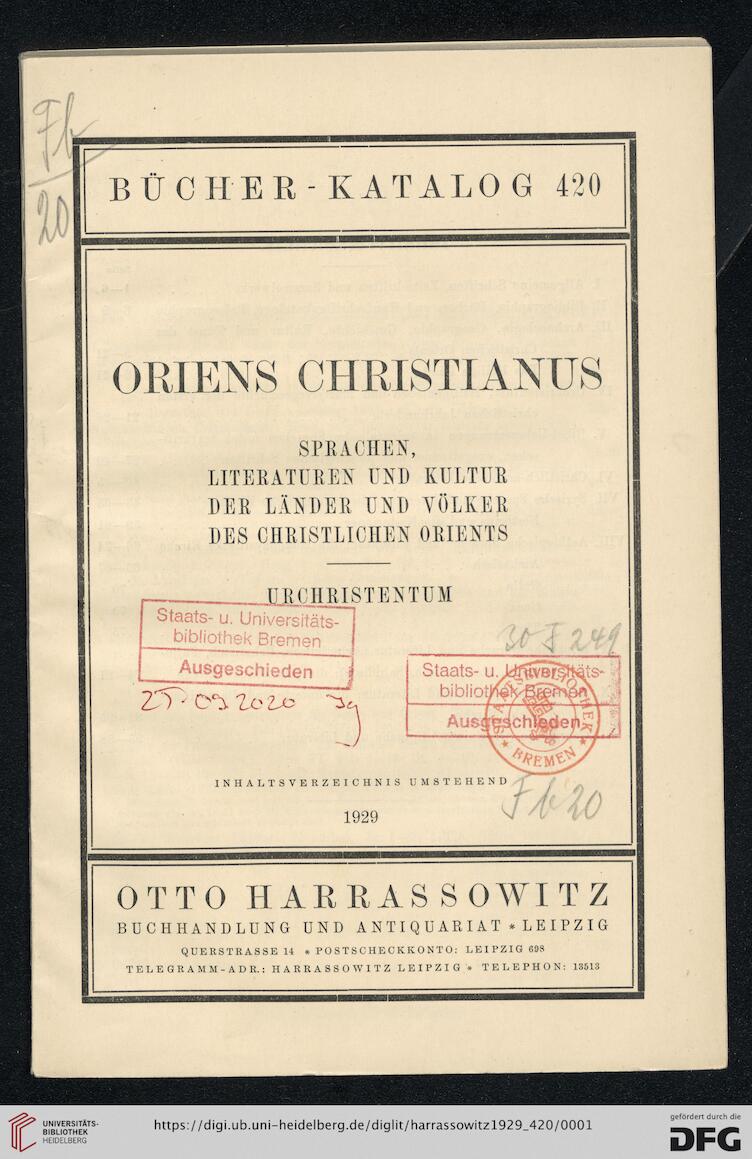 Fb
20
BÜCHER-KATALOG 420
ORIENS CHRISTIANUS
SPRACHEN,
LITERATUREN UND KULTUR
DER LÄNDER UND VÖLKER
DES CHRISTLICHEN ORIENTS
URCHRISTENTUM
Staats- u. Universitäts-
bibliothek Bremen
Ausgeschieden
25. 09 2020
30 F 249
Staats- u. Universitäts-
bibliothek Bremen
Ausgeschieden
STAATSBIBLIOTHEK
* BREMEN *
INHALTSVERZEICHNIS UMSTEHEND
Fb 20
1929
OTTO HARRASSOWITZ
BUCHHANDLUNG UND ANTIQUARIAT * LEIPZIG
QUERSTRASSE 14 * POSTSCHECKKONTO: LEIPZIG 698
TELEGRAMM-ADR.: HARRASSOWITZ LEIPZIG * TELEPHON: 13513
UNIVERSITÄTS-
BIBLIOTHEK
HEIDELBERG
https://digi.ub.uni-heidelberg.de/diglit/harrassowitz1929_420/0001
gefördert durch die
DFG